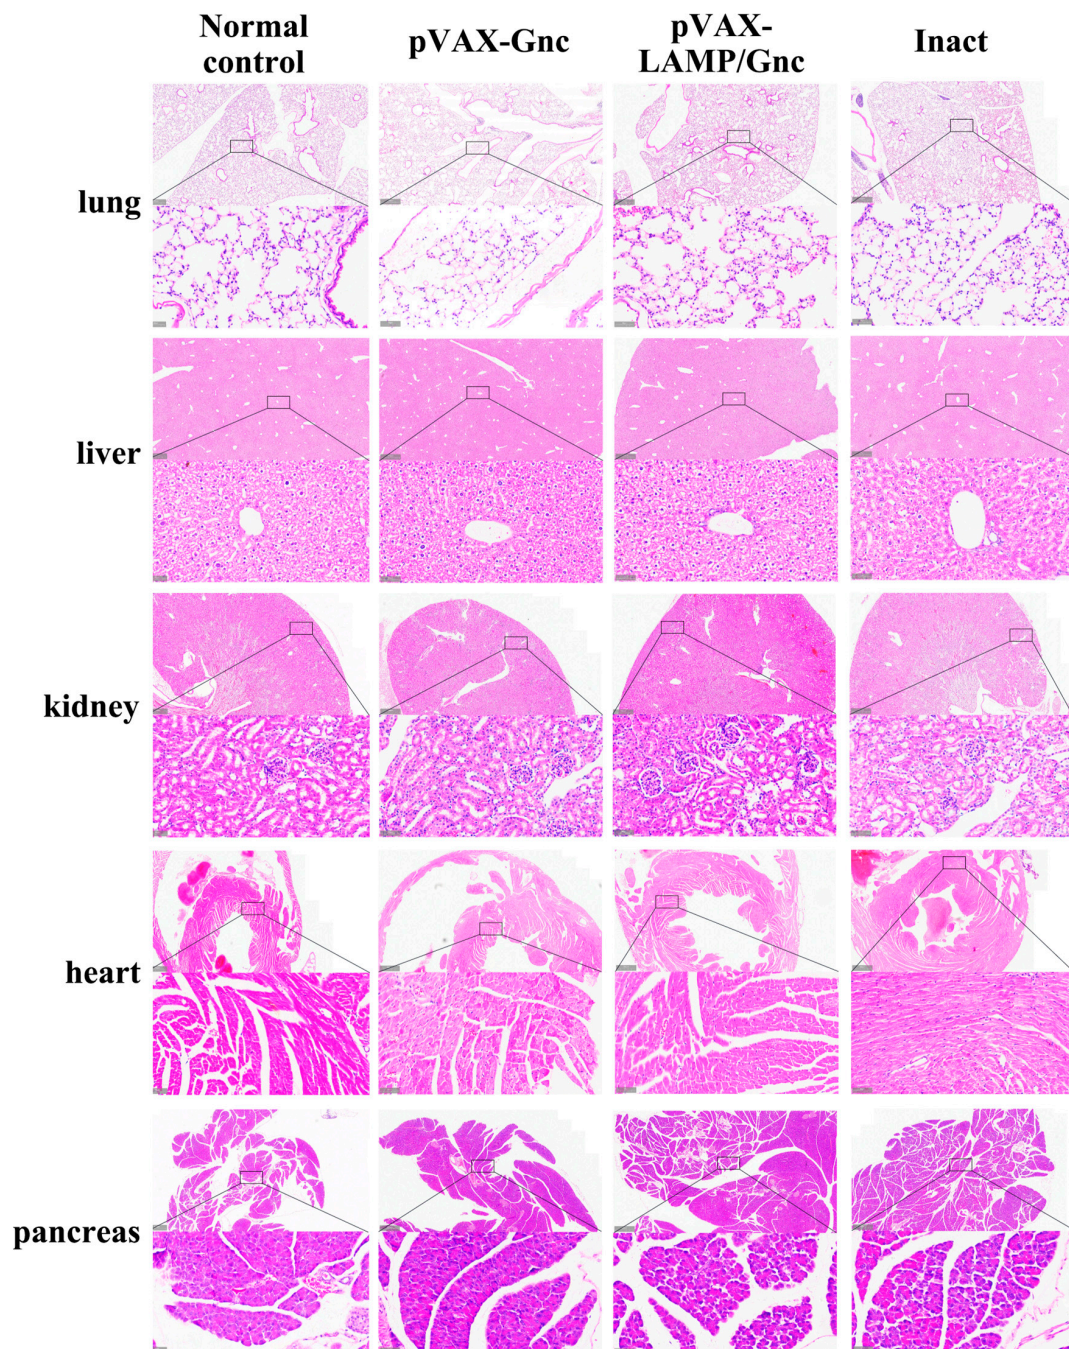 Normal
control
pVAX-Gnc
pVAX-
LAMP/Gnc
Inact
lung
liver
kidney
heart
pancreas